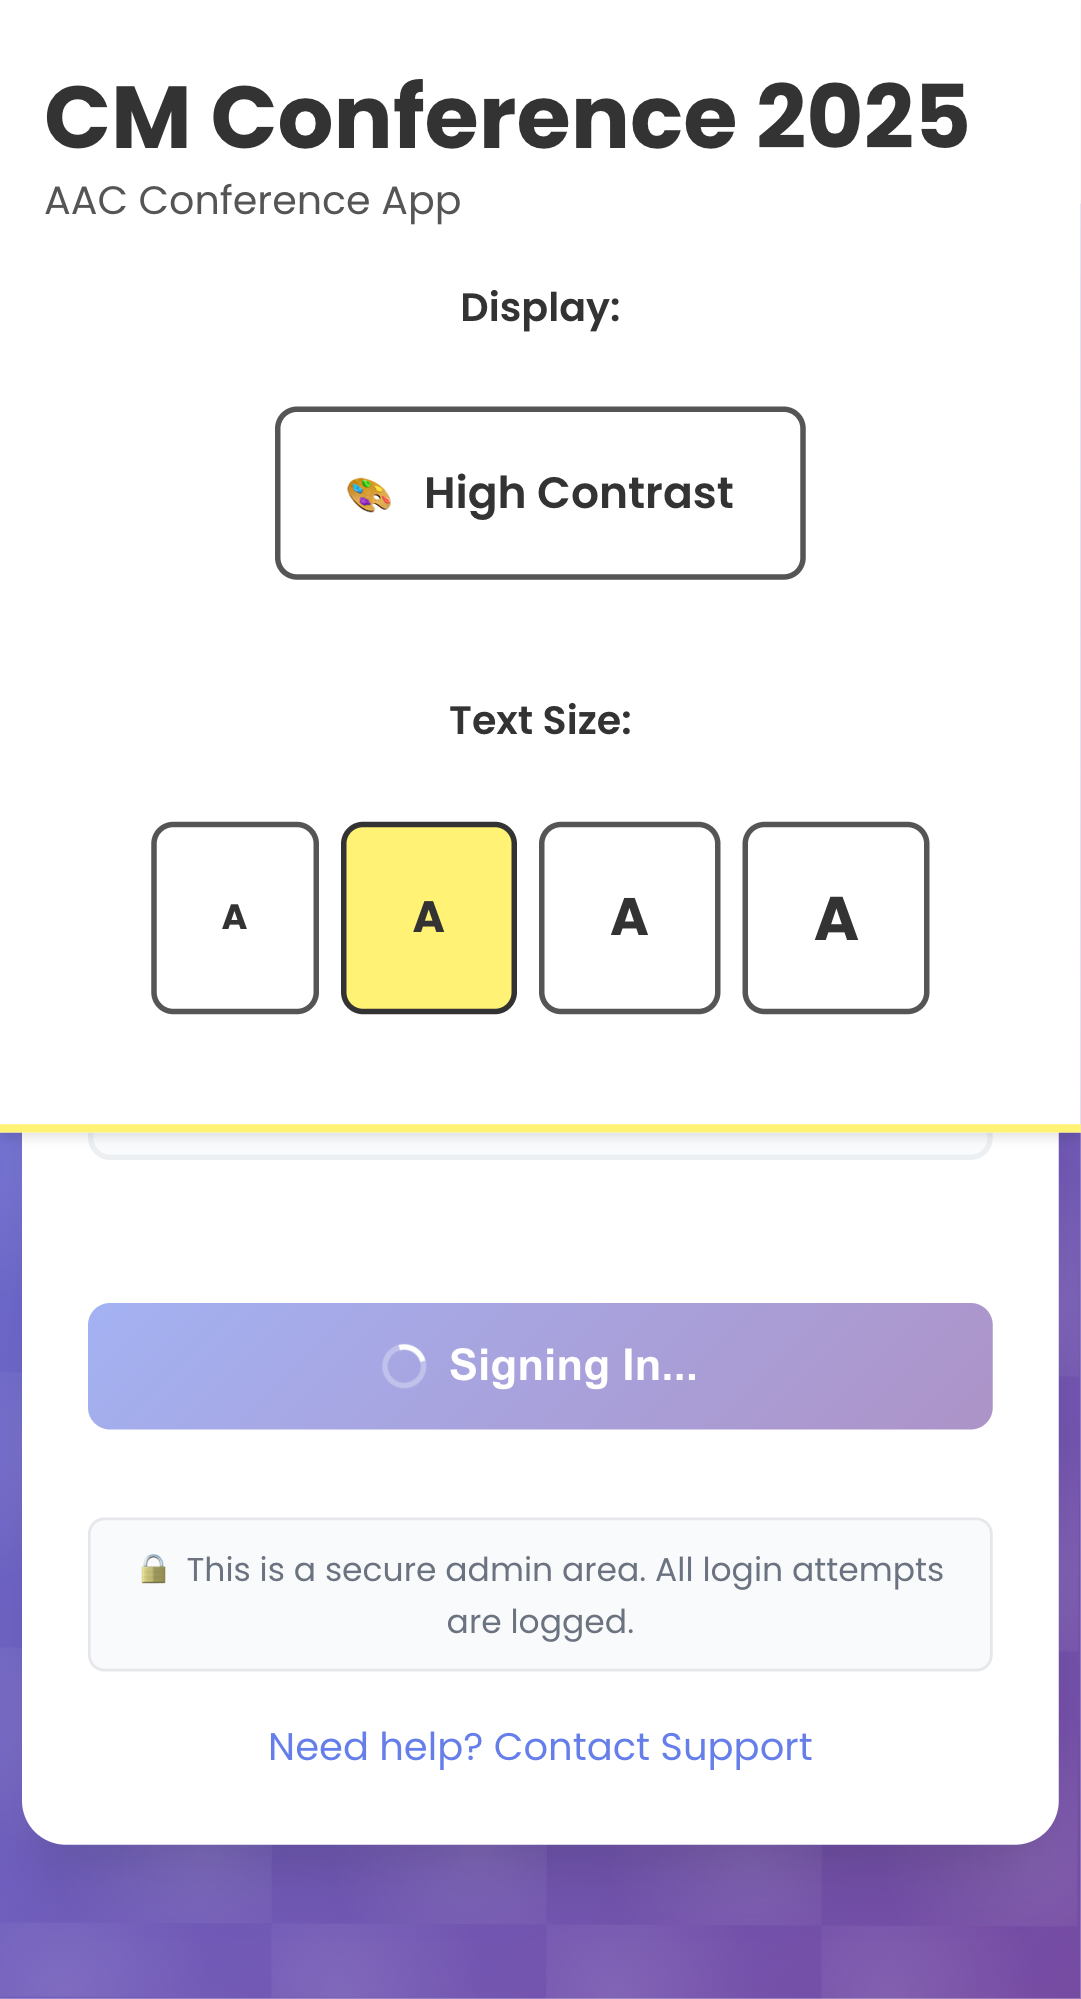 CM Conference 2025
AAC Conference App
Display:
🎨 High Contrast
Text Size:
A A A A
Signing In...
🔒 This is a secure admin area. All login attempts
are logged.
Need help? Contact Support